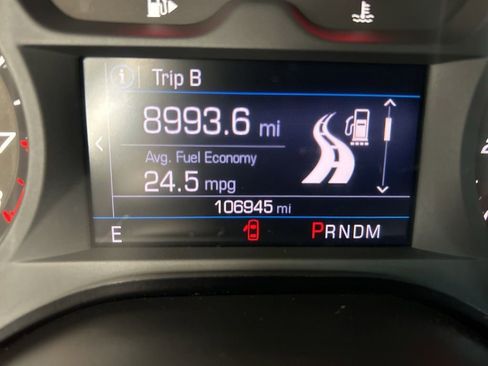 Trip B
8993.6 mi
Avg. Fuel Economy
24.5 mpg
106945 mi
E PRNDM